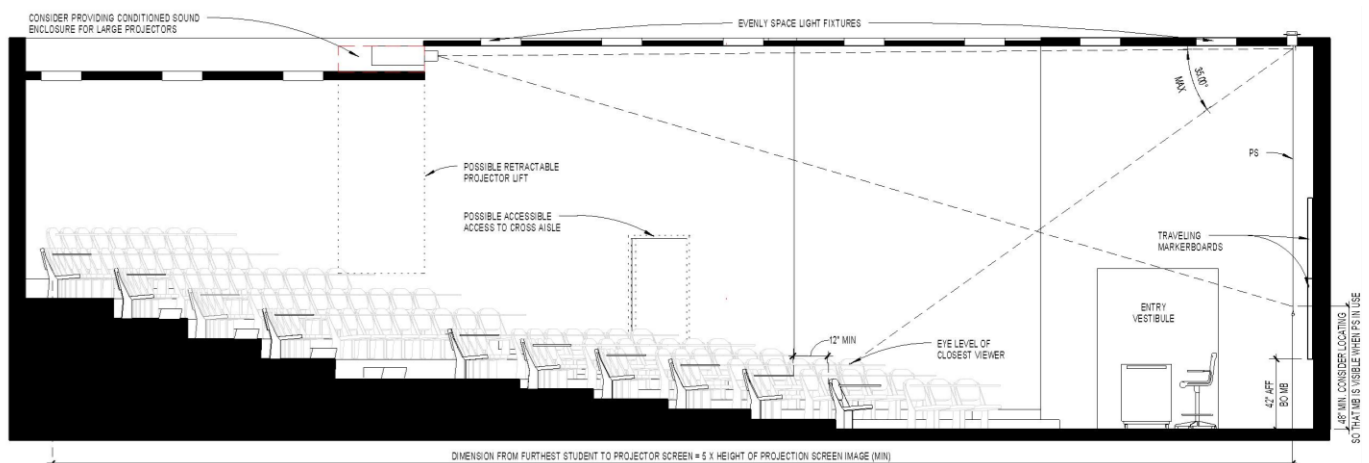 CONSIDER PROVIDING CONDITIONED SOUND
ENCLOSURE FOR LARGE PROJECTORS
EVENLY SPACE LIGHT FIXTURES
35.00°
MAX
POSSIBLE RETRACTABLE
PROJECTOR LIFT
PS
POSSIBLE ACCESSIBLE
ACCESS TO CROSS AISLE
TRAVELING
MARKERBOARDS
ENTRY
VESTIBULE
12" MIN
EYE LEVEL OF
CLOSEST VIEWER
42" AFF
BO MB
48" MIN, CONSIDER LOCATING
SO THAT MB IS VISIBLE WHEN PS IN USE
DIMENSION FROM FURTHEST STUDENT TO PROJECTOR SCREEN = 5 X HEIGHT OF PROJECTION SCREEN IMAGE (MIN)